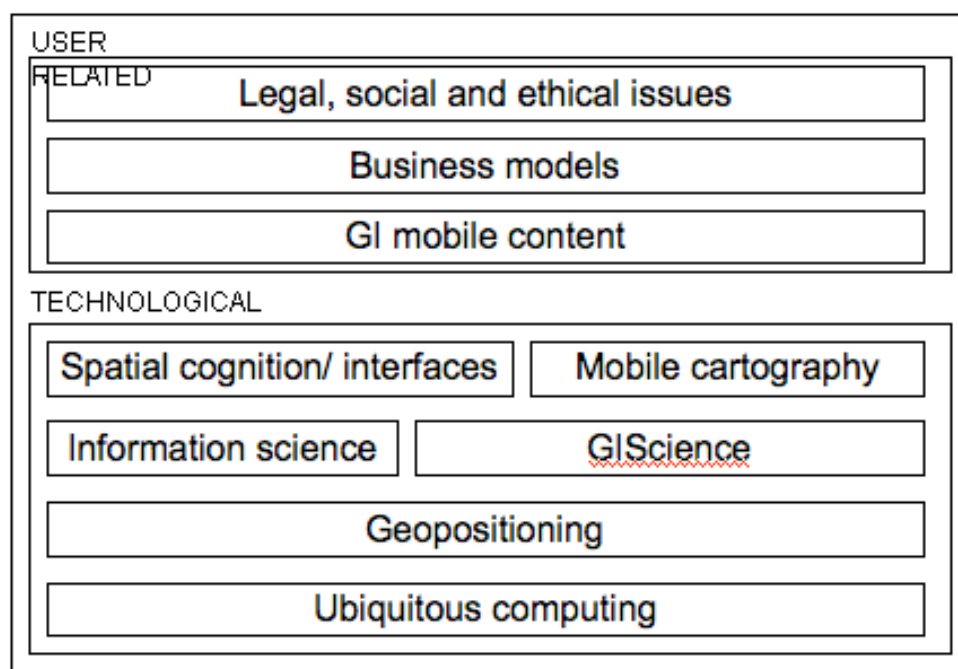 USER
RELATED
Legal, social and ethical issues
Business models
GI mobile content
TECHNOLOGICAL
Spatial cognition/ interfaces
Mobile cartography
Information science
GIScience
Geopositioning
Ubiquitous computing